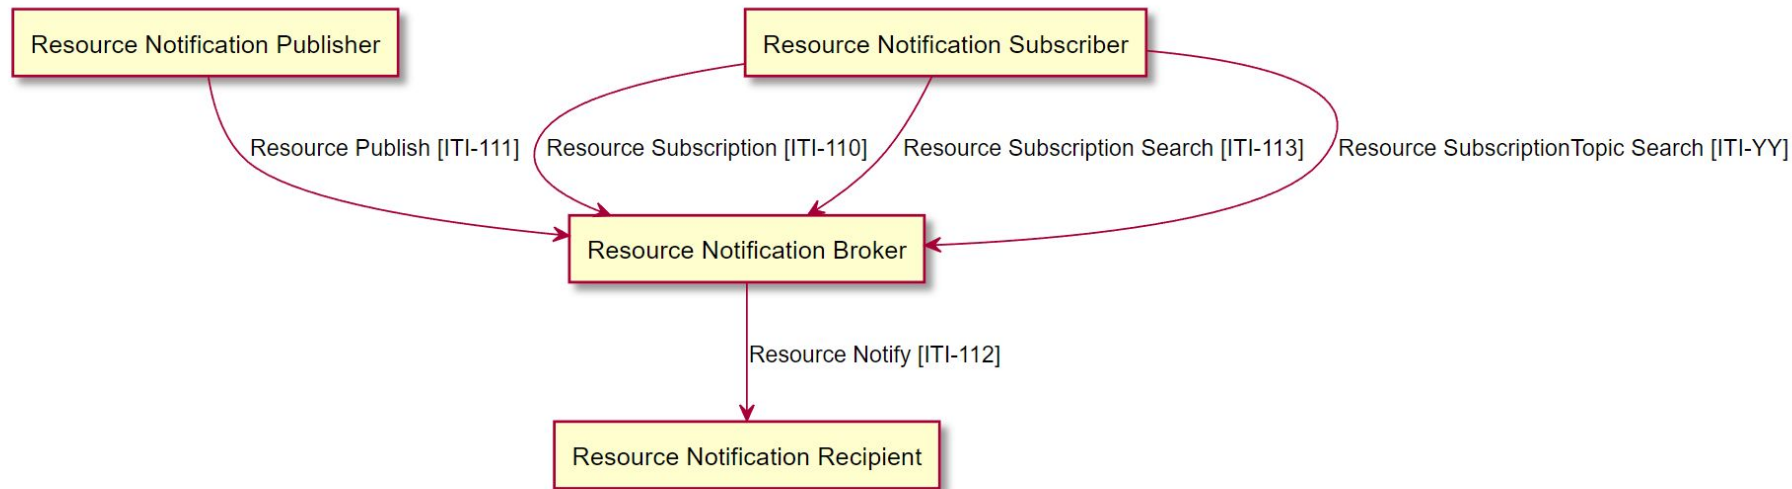 Resource Notification Publisher
Resource Notification Subscriber
Resource Publish [ITI-111]
Resource Subscription [ITI-110]
Resource Subscription Search [ITI-113]
Resource SubscriptionTopic Search [ITI-YY]
Resource Notification Broker
Resource Notify [ITI-112]
Resource Notification Recipient